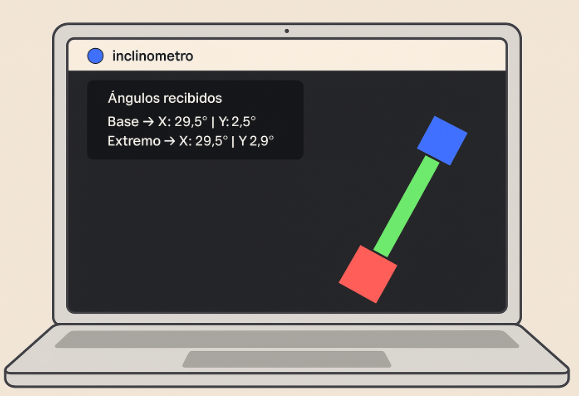 inclinometro
Ángulos recibidos
Base → X: 29,5° | Y: 2,5°
Extremo → X: 29,5° | Y 2,9°